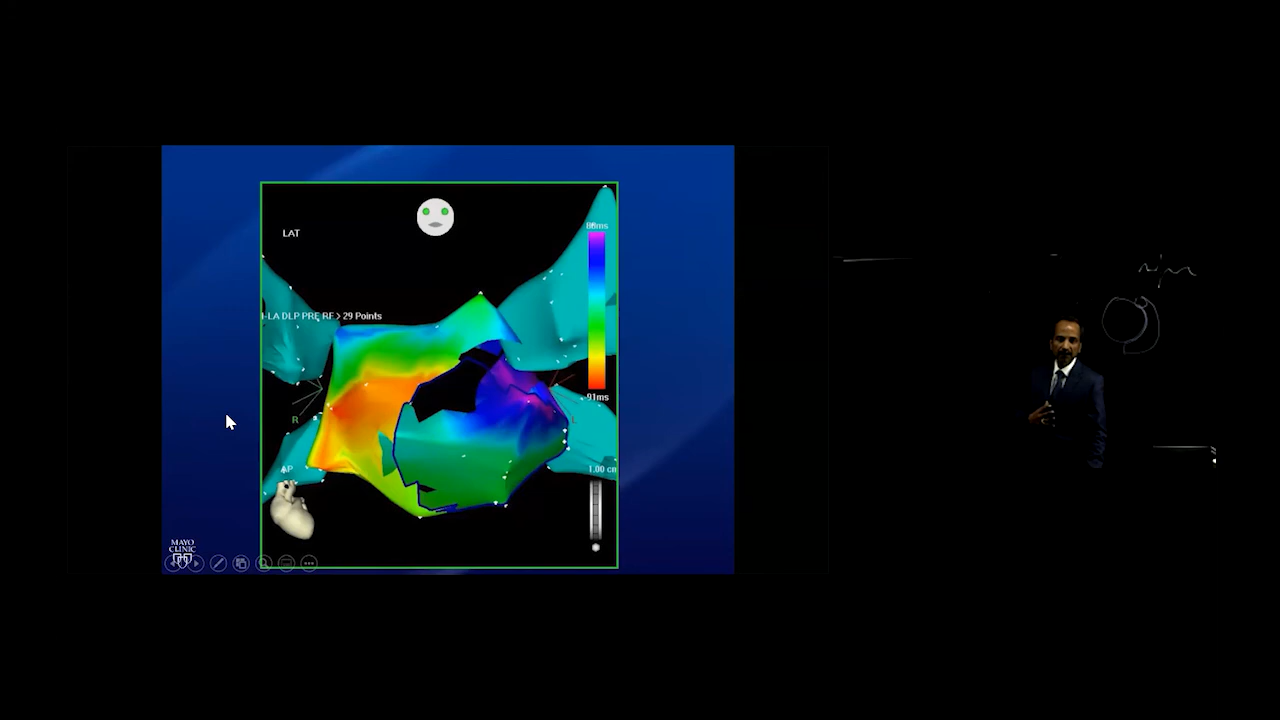 LAT
86ms
I-LA DLP PRE RF > 29 Points
-91ms
R
L
AP
1.00 cm
MAYO
CLINIC